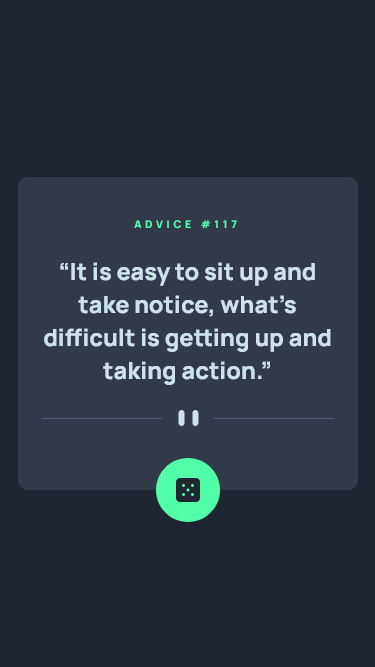 ADVICE #117
“It is easy to sit up and
take notice, what’s
difficult is getting up and
taking action.”